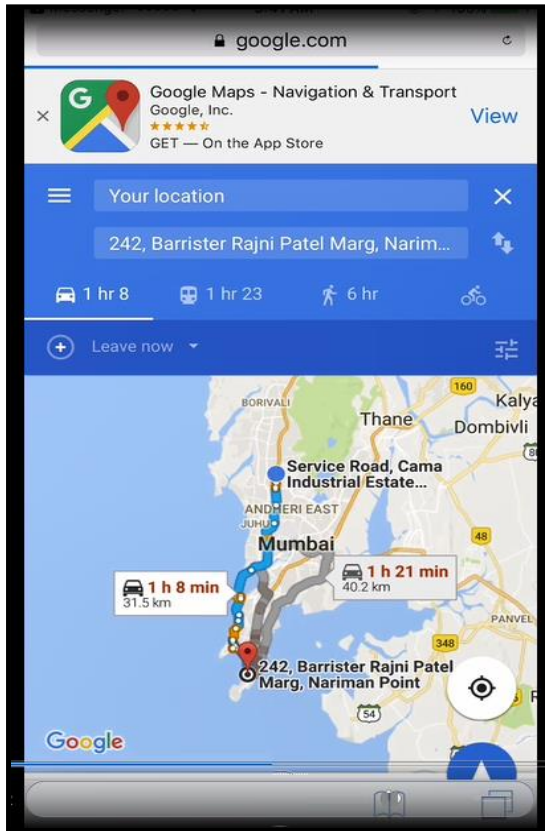 google.com
G
Google Maps - Navigation & Transport
Google, Inc.
GET — On the App Store
View
Your location
242, Barrister Rajni Patel Marg, Narim...
1 hr 8
1 hr 23
6 hr
Leave now
BORIVALI
160
Kalya
Thane
Dombivli
Service Road, Cama
Industrial Estate...
ANDHERI EAST
JUHU
Mumbai
48
1 h 8 min
31.5 km
1 h 21 min
40.2 km
PANVEL
348
242, Barrister Rajni Patel
Marg, Nariman Point
54
Google